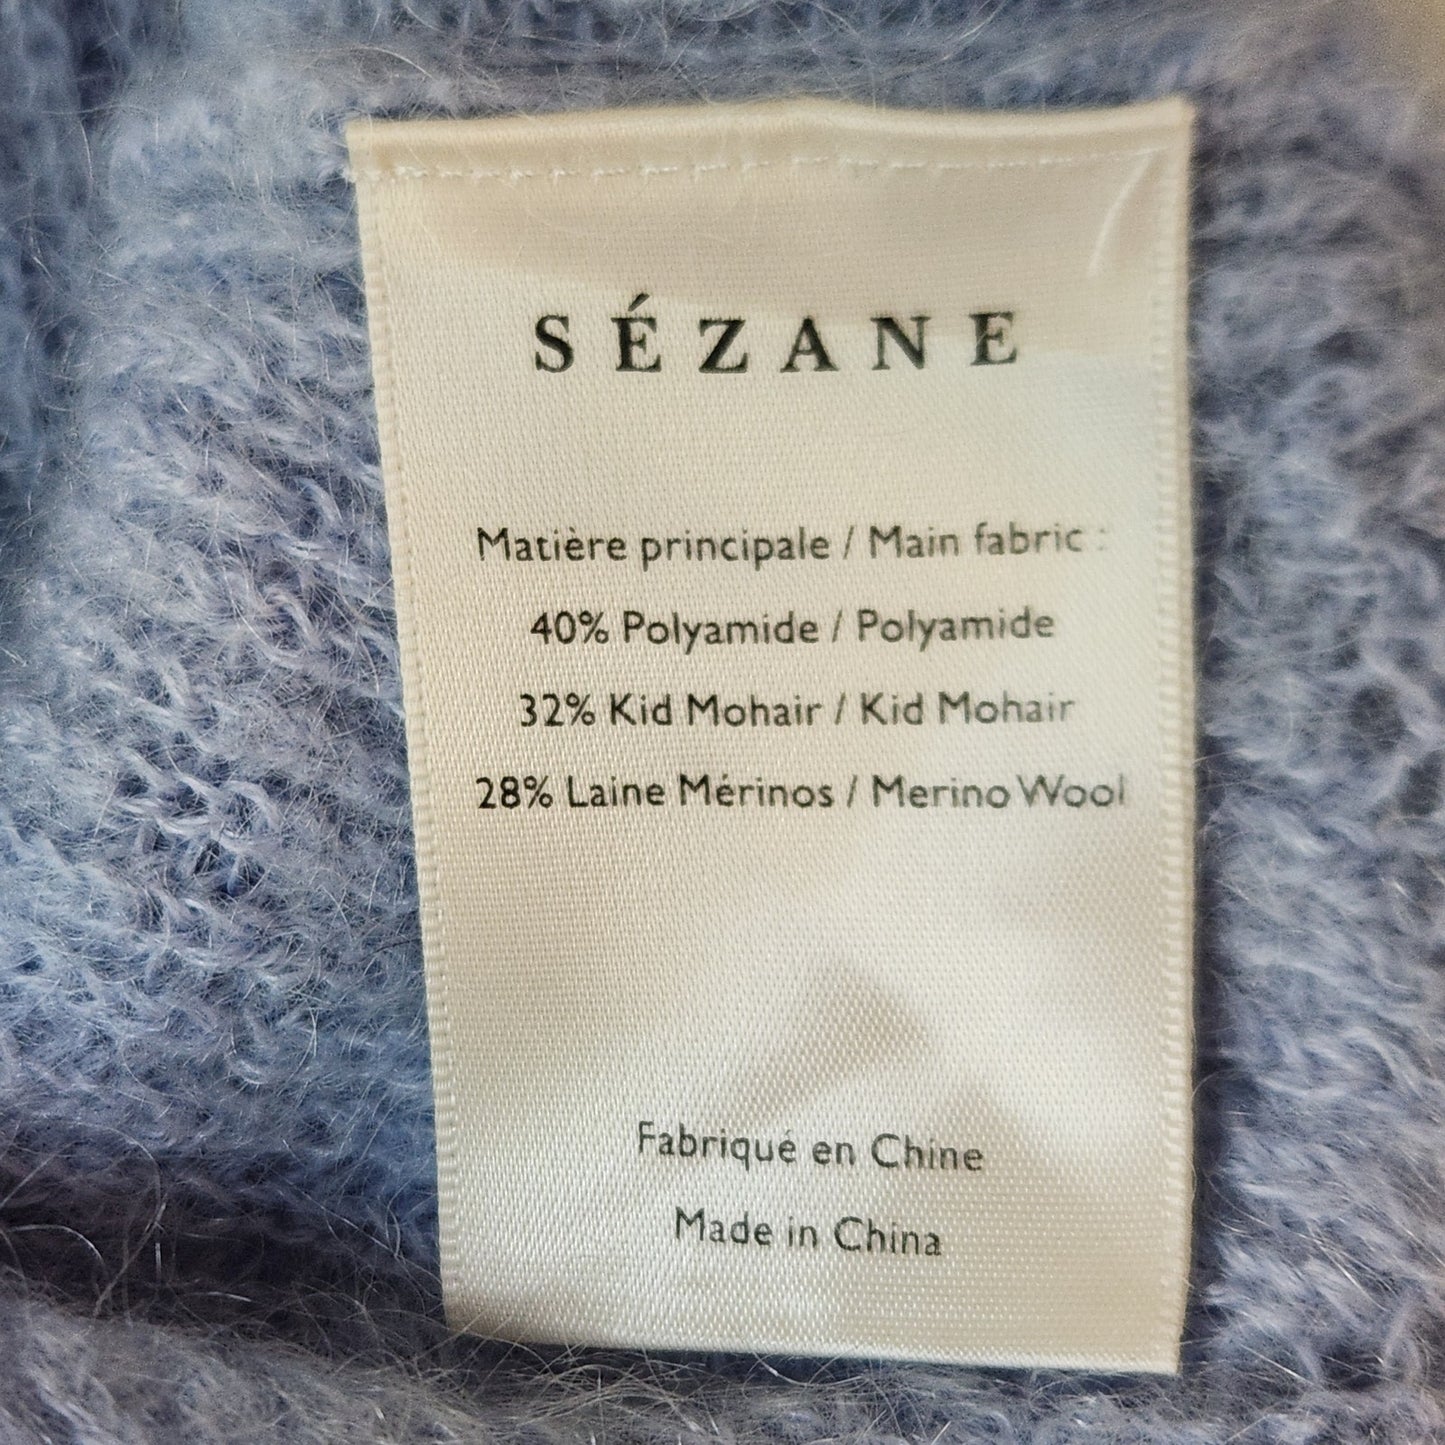 SÉZANE
Matière principale / Main fabric :
40% Polyamide / Polyamide
32% Kid Mohair / Kid Mohair
28% Laine Mérinos / Merino Wool
Fabriqué en Chine
Made in China